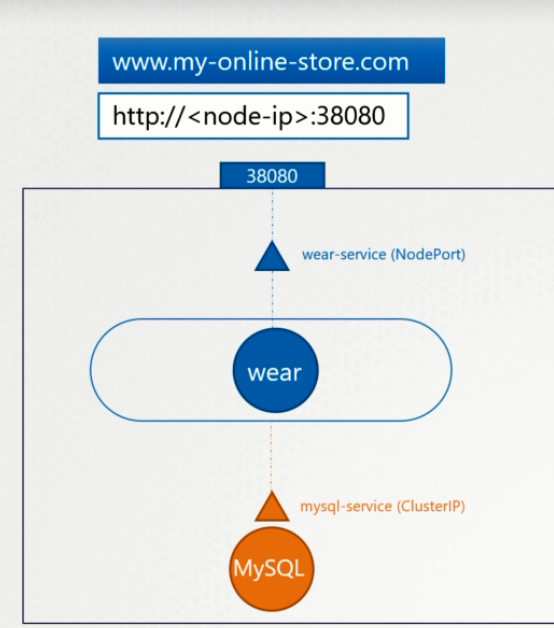 www.my-online-store.com
http://<node-ip>:38080
38080
wear-service (NodePort)
wear
mysql-service (ClusterIP)
MySQL